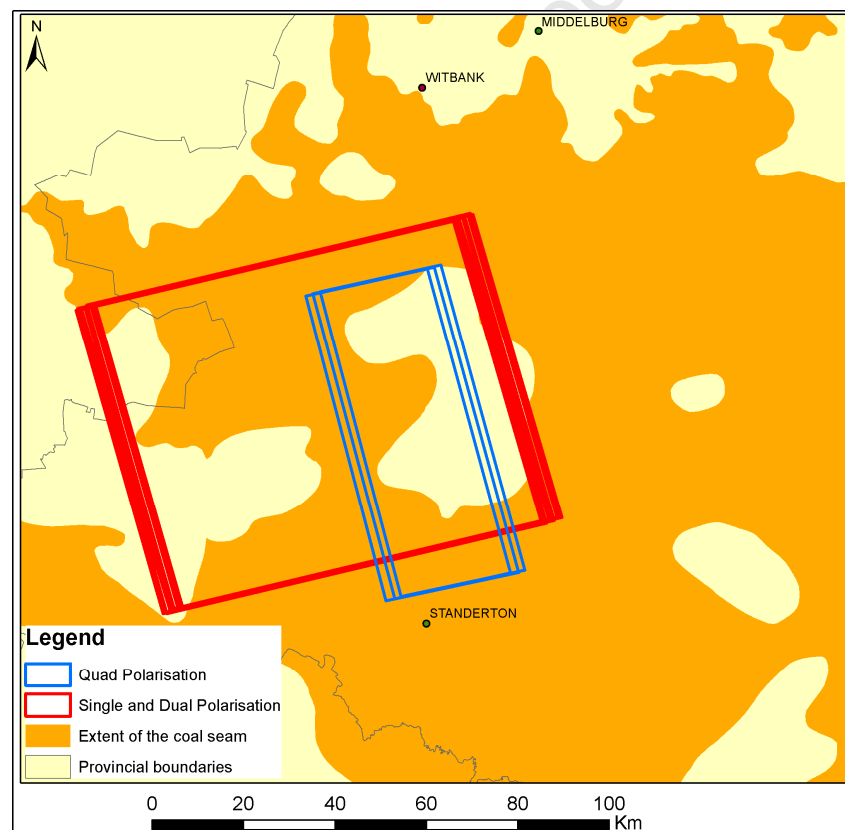 MIDDELBURG
N
WITBANK
STANDERTON
Legend
Quad Polarisation
Single and Dual Polarisation
Extent of the coal seam
Provincial boundaries
0 20 40 60 80 100
Km